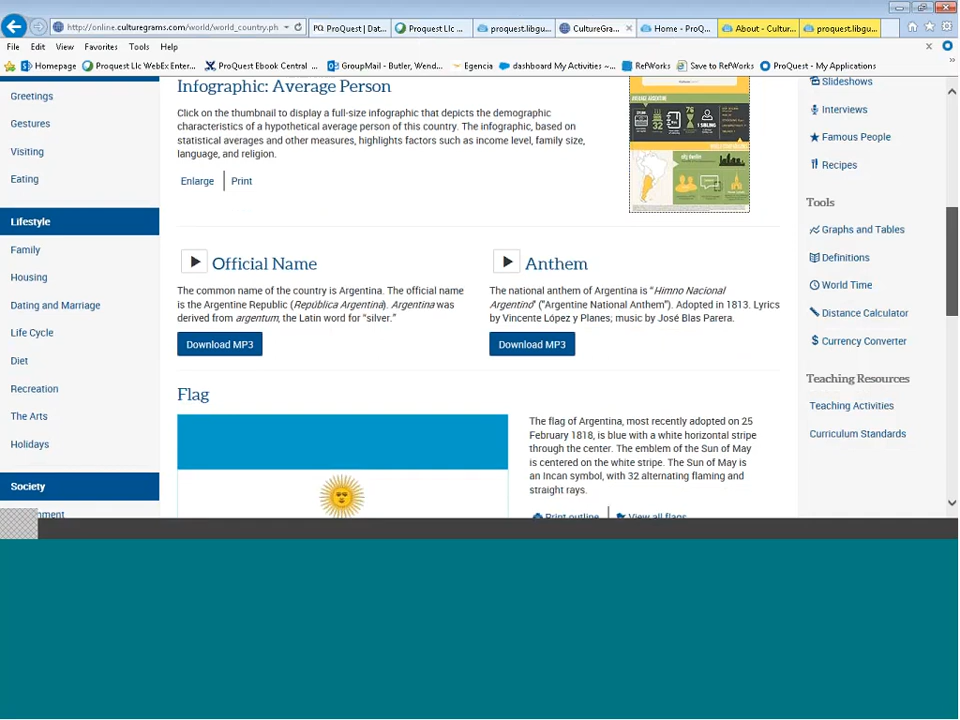 http://online.culturegrams.com/world/world_country.ph
PQ ProQuest | Dat...
Proquest Llc ...
proquest.libgu...
CultureGra...
Home - ProQ...
About - Cultur...
proquest.libgu...
File Edit View Favorites Tools Help
Homepage
Proquest Llc WebEx Enter...
ProQuest Ebook Central ...
GroupMail - Butler, Wend...
Egencia
dashboard My Activities ~...
RefWorks
Save to RefWorks
ProQuest - My Applications
Greetings
Gestures
Visiting
Eating
Lifestyle
Family
Housing
Dating and Marriage
Life Cycle
Diet
Recreation
The Arts
Holidays
Society
Infographic: Average Person
Click on the thumbnail to display a full-size infographic that depicts the demographic
characteristics of a hypothetical average person of this country. The infographic, based on
statistical averages and other measures, highlights factors such as income level, family size,
language, and religion.
Enlarge
Print
Official Name
The common name of the country is Argentina. The official name
is the Argentine Republic (República Argentina). Argentina was
derived from argentum, the Latin word for “silver.”
Download MP3
Anthem
The national anthem of Argentina is “Himno Nacional
Argentino” (“Argentine National Anthem”). Adopted in 1813. Lyrics
by Vincente López y Planes; music by José Blas Parera.
Download MP3
Flag
The flag of Argentina, most recently adopted on 25
February 1818, is blue with a white horizontal stripe
through the center. The emblem of the Sun of May
is centered on the white stripe. The Sun of May is
an Incan symbol, with 32 alternating flaming and
straight rays.
Print outline
View all flags
Slideshows
Interviews
Famous People
Recipes
Tools
Graphs and Tables
Definitions
World Time
Distance Calculator
Currency Converter
Teaching Resources
Teaching Activities
Curriculum Standards